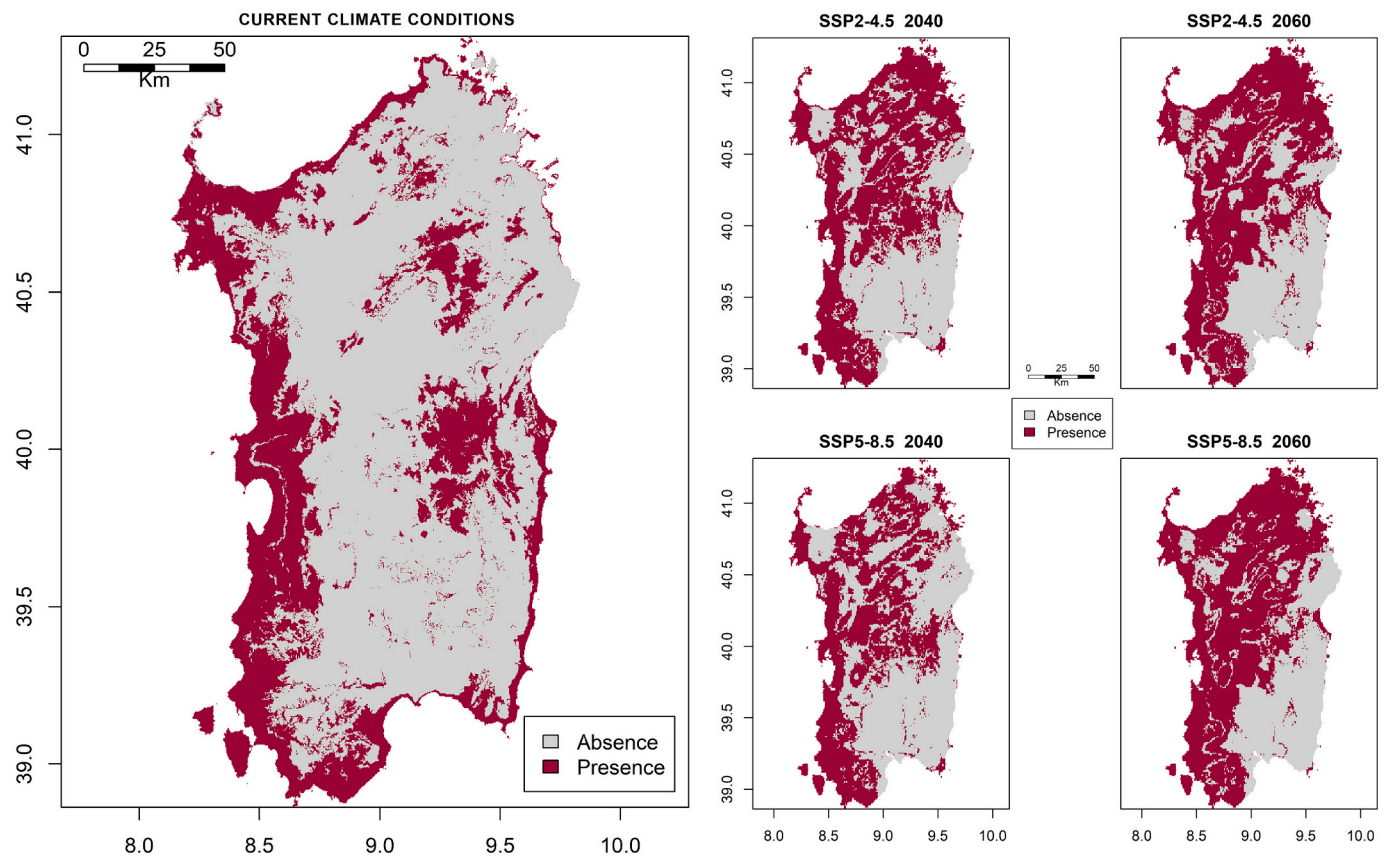 CURRENT CLIMATE CONDITIONS
0 25 50
Km
41.0
40.5
40.0
39.5
39.0
8.0 8.5 9.0 9.5 10.0
Absence
Presence
SSP2-4.5 2040
41.0
40.5
40.0
39.5
39.0
SSP2-4.5 2060
0 25 50
Km
Absence
Presence
SSP5-8.5 2040
41.0
40.5
40.0
39.5
39.0
8.0 8.5 9.0 9.5 10.0
SSP5-8.5 2060
8.0 8.5 9.0 9.5 10.0